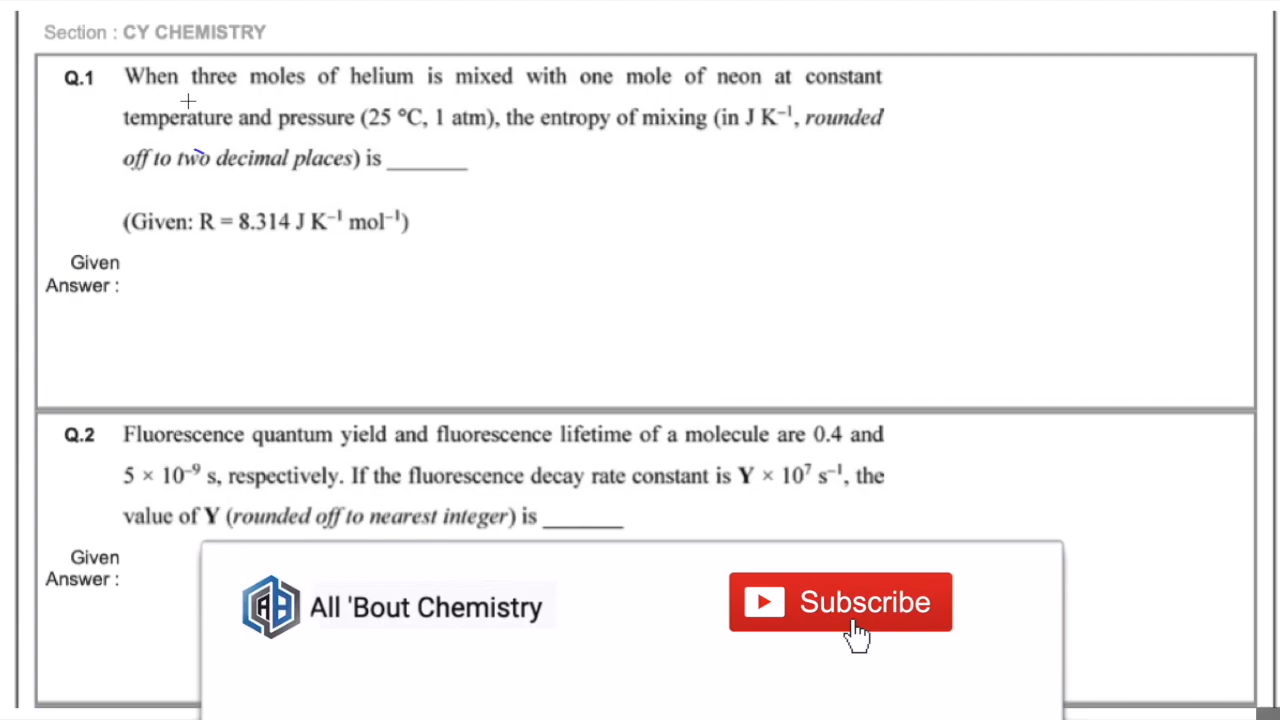 Section : CY CHEMISTRY
Q.1 When three moles of helium is mixed with one mole of neon at constant
temperature and pressure (25 °C, 1 atm), the entropy of mixing (in J K⁻¹, rounded
off to two decimal places) is ________
(Given: R = 8.314 J K⁻¹ mol⁻¹)
Given
Answer :
Q.2 Fluorescence quantum yield and fluorescence lifetime of a molecule are 0.4 and
5 × 10⁻⁹ s, respectively. If the fluorescence decay rate constant is Y × 10⁷ s⁻¹, the
value of Y (rounded off to nearest integer) is ________
Given
Answer :
All 'Bout Chemistry
Subscribe